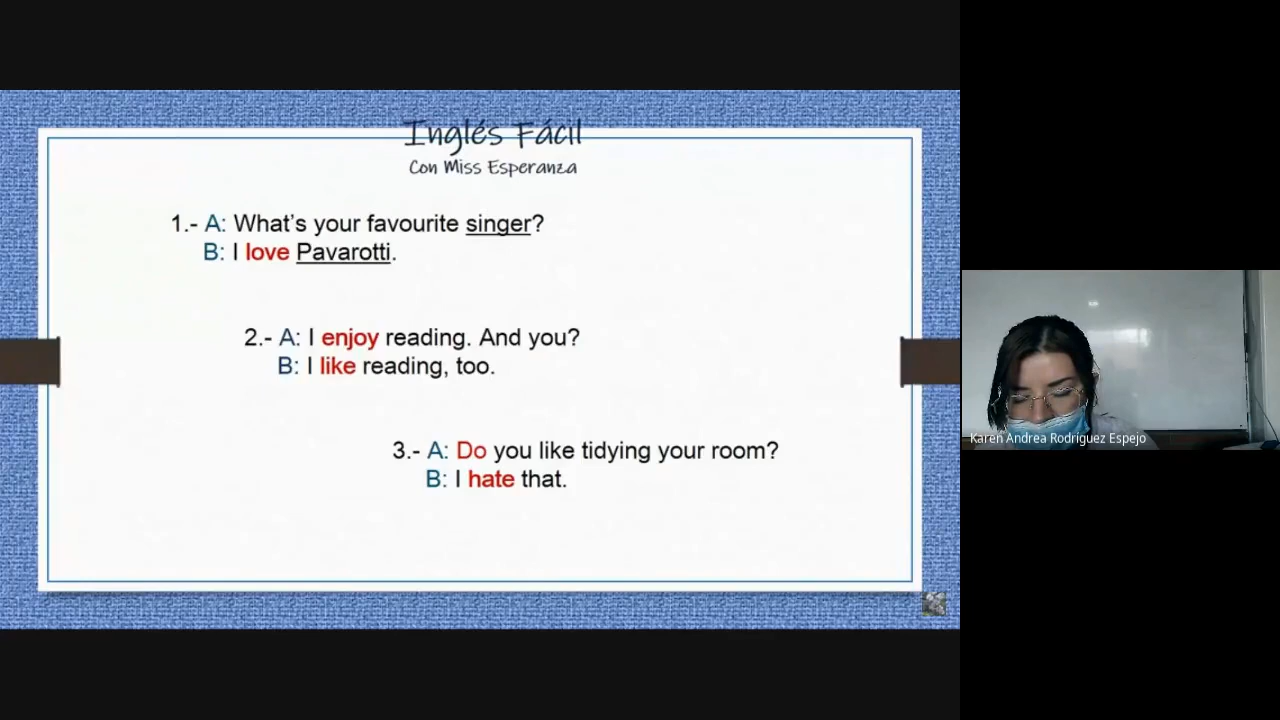 Inglés Fácil
Con Miss Esperanza
1.- A: What's your favourite singer?
B: I love Pavarotti.
2.- A: I enjoy reading. And you?
B: I like reading, too.
3.- A: Do you like tidying your room?
B: I hate that.
Karen Andrea Rodriguez Espejo